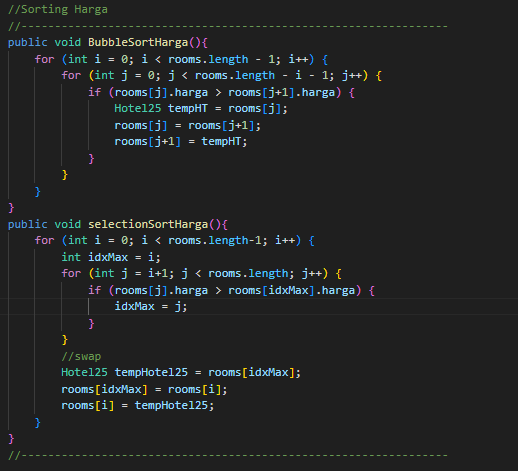 //Sorting Harga
//----------------------------------------------------------------
public void BubbleSortHarga(){
    for (int i = 0; i < rooms.length - 1; i++) {
        for (int j = 0; j < rooms.length - i - 1; j++) {
            if (rooms[j].harga > rooms[j+1].harga) {
                Hotel25 tempHT = rooms[j];
                rooms[j] = rooms[j+1];
                rooms[j+1] = tempHT;
            }
        }
    }
}
public void selectionSortHarga(){
    for (int i = 0; i < rooms.length-1; i++) {
        int idxMax = i;
        for (int j = i+1; j < rooms.length; j++) {
            if (rooms[j].harga > rooms[idxMax].harga) {
                idxMax = j;
            }
        }
        //swap
        Hotel25 tempHotel25 = rooms[idxMax];
        rooms[idxMax] = rooms[i];
        rooms[i] = tempHotel25;
    }
}
//----------------------------------------------------------------